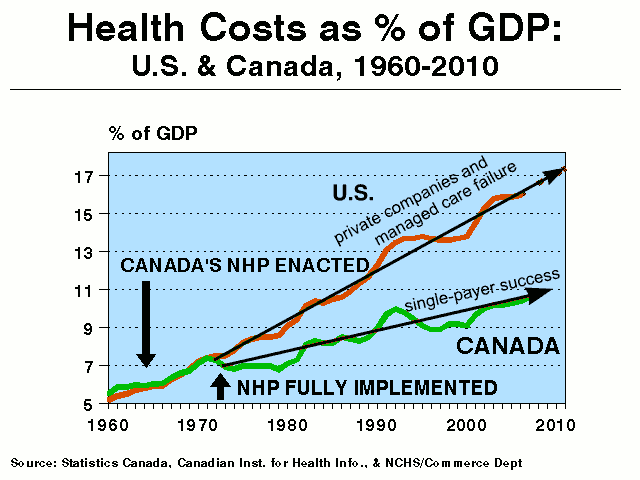 Health Costs as % of GDP:
U.S. & Canada, 1960-2010
% of GDP
17
15
13
11
9
7
5
U.S.
private companies and
managed care failure
CANADA'S NHP ENACTED
single-payer success
CANADA
NHP FULLY IMPLEMENTED
1960 1970 1980 1990 2000 2010
Source: Statistics Canada, Canadian Inst. for Health Info., & NCHS/Commerce Dept